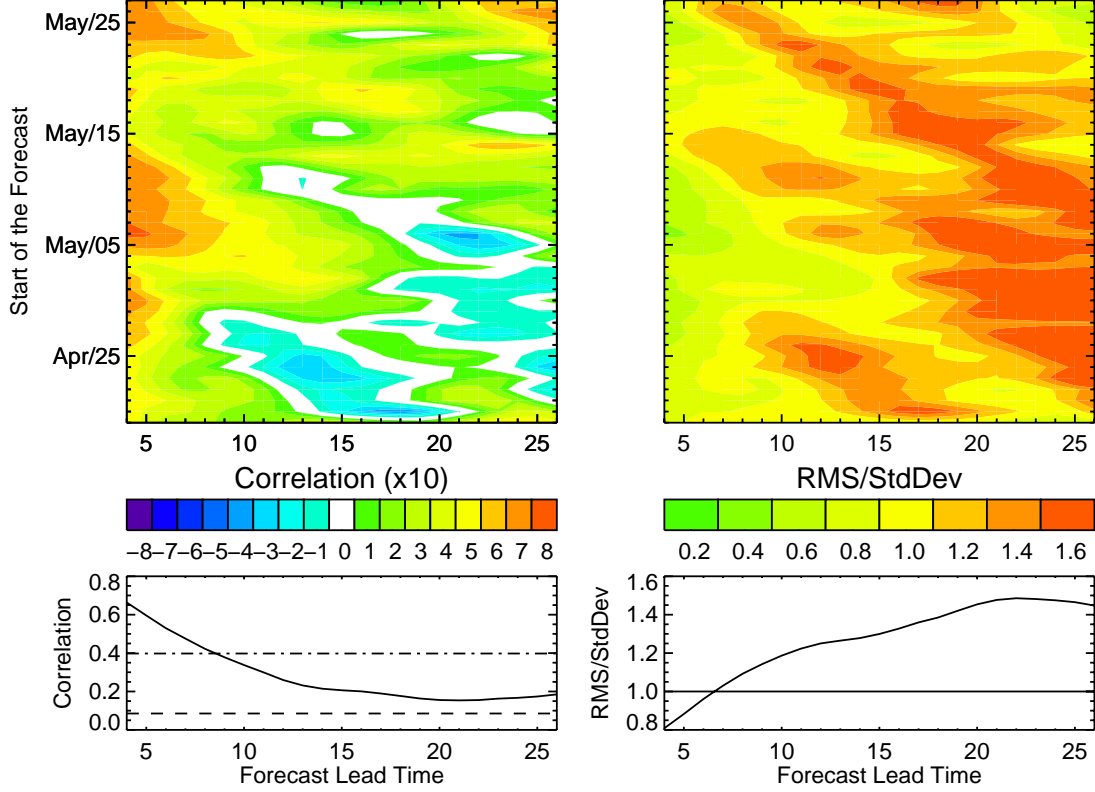 May/25
May/15
May/05
Apr/25
Start of the Forecast
5 10 15 20 26
Correlation (x10)
−8 −7 −6 −5 −4 −3 −2 −1 0 1 2 3 4 5 6 7 8
5 10 15 20 26
RMS/StdDev
0.2 0.4 0.6 0.8 1.0 1.2 1.4 1.6
0.8
0.6
0.4
0.2
0.0
Correlation
5 10 15 20 26
Forecast Lead Time
1.6
1.4
1.2
1.0
0.8
RMS/StdDev
5 10 15 20 26
Forecast Lead Time